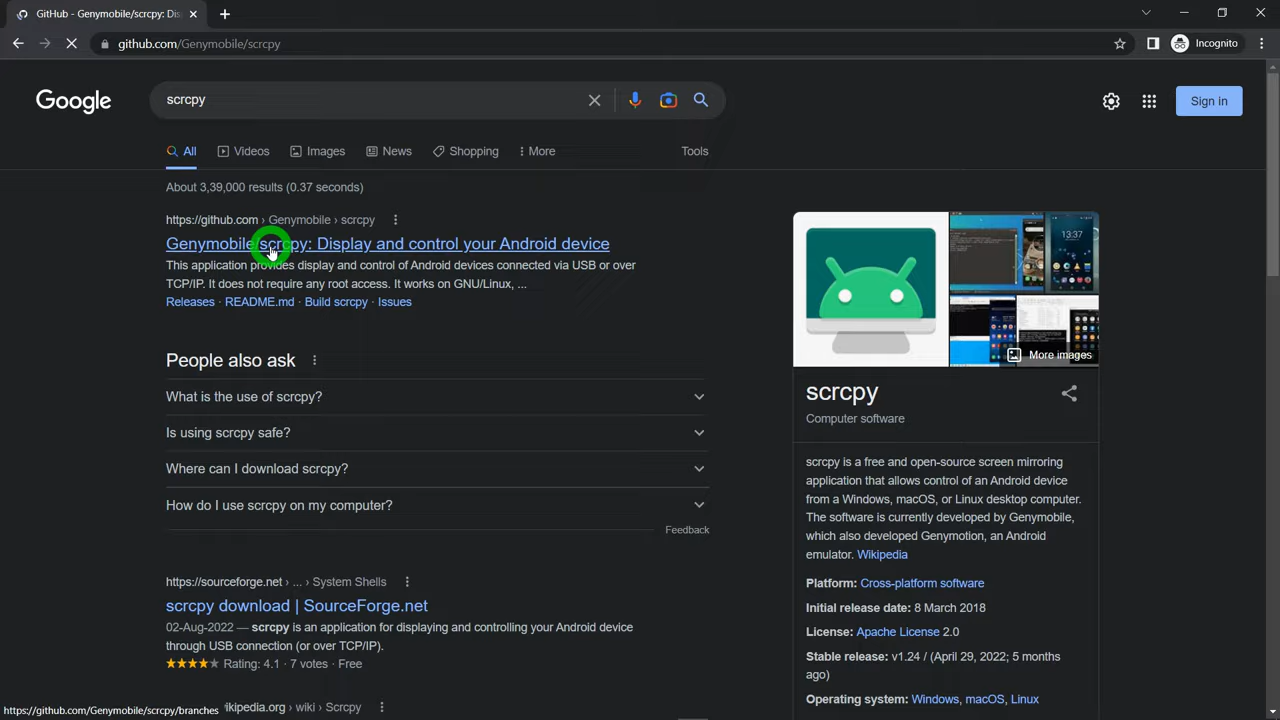 GitHub - Genymobile/scrcpy: Dis
github.com/Genymobile/scrcpy
Incognito
Google
scrcpy
Sign in
All
Videos
Images
News
Shopping
More
Tools
About 3,39,000 results (0.37 seconds)
https://github.com › Genymobile › scrcpy
Genymobile/scrcpy: Display and control your Android device
This application provides display and control of Android devices connected via USB or over
TCP/IP. It does not require any root access. It works on GNU/Linux, ...
Releases · README.md · Build scrcpy · Issues
People also ask
What is the use of scrcpy?
Is using scrcpy safe?
Where can I download scrcpy?
How do I use scrcpy on my computer?
Feedback
https://sourceforge.net › ... › System Shells
scrcpy download | SourceForge.net
02-Aug-2022 — scrcpy is an application for displaying and controlling your Android device
through USB connection (or over TCP/IP).
Rating: 4.1 · 7 votes · Free
https://github.com/Genymobile/scrcpy/branches
ikipedia.org › wiki › Scrcpy
13:37
More images
scrcpy
Computer software
scrcpy is a free and open-source screen mirroring
application that allows control of an Android device
from a Windows, macOS, or Linux desktop computer.
The software is currently developed by Genymobile,
which also developed Genymotion, an Android
emulator. Wikipedia
Platform: Cross-platform software
Initial release date: 8 March 2018
License: Apache License 2.0
Stable release: v1.24 / (April 29, 2022; 5 months
ago)
Operating system: Windows, macOS, Linux